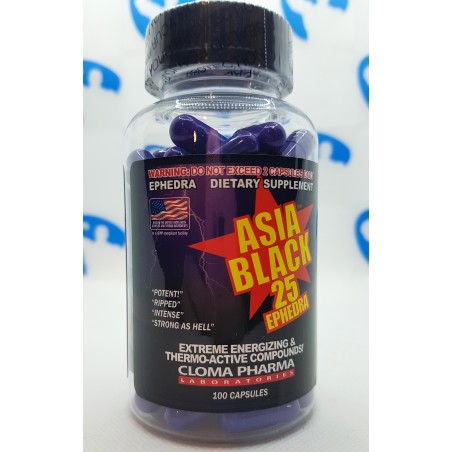 WARNING: DO NOT EXCEED 2 CAPSULES
EPHEDRA DIETARY SUPPLEMENT
ASIA
BLACK
25
EPHEDRA
"POTENT!"
"RIPPED"
"INTENSE"
"STRONG AS HELL"
EXTREME ENERGIZING &
THERMO-ACTIVE COMPOUNDS!
CLOMA PHARMA
LABORATORIES
100 CAPSULES